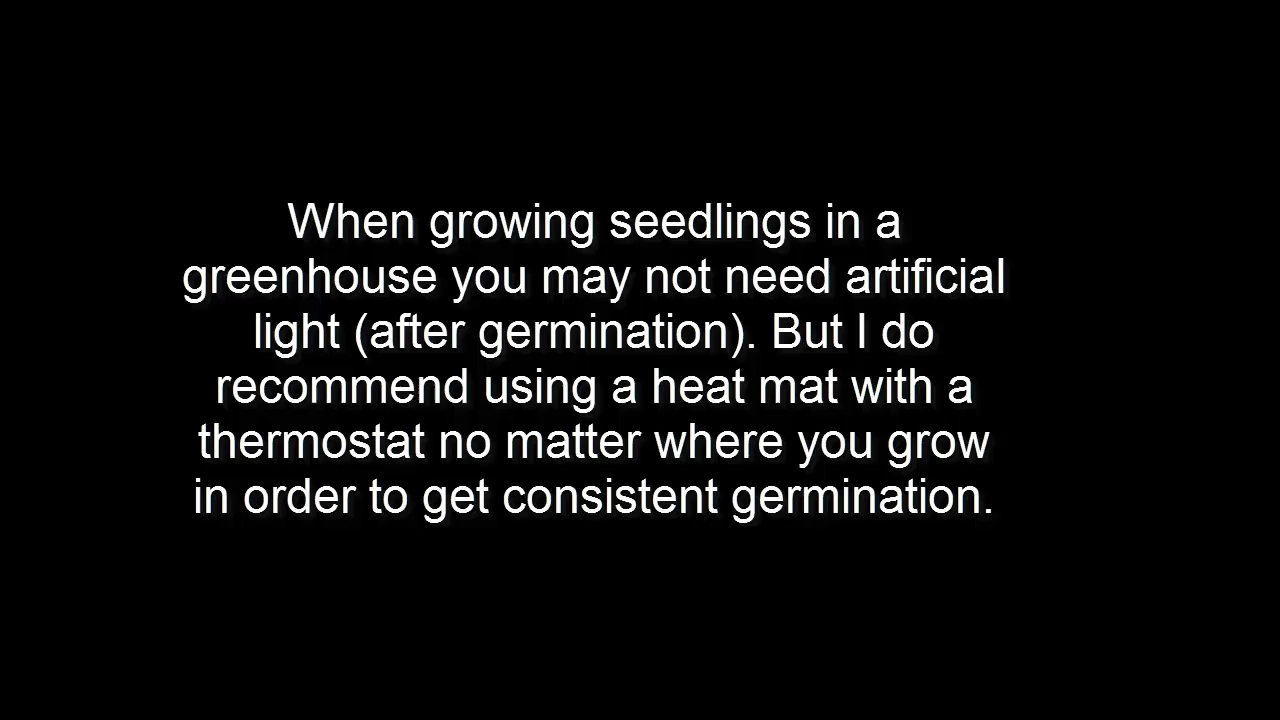 When growing seedlings in a
greenhouse you may not need artificial
light (after germination). But I do
recommend using a heat mat with a
thermostat no matter where you grow
in order to get consistent germination.